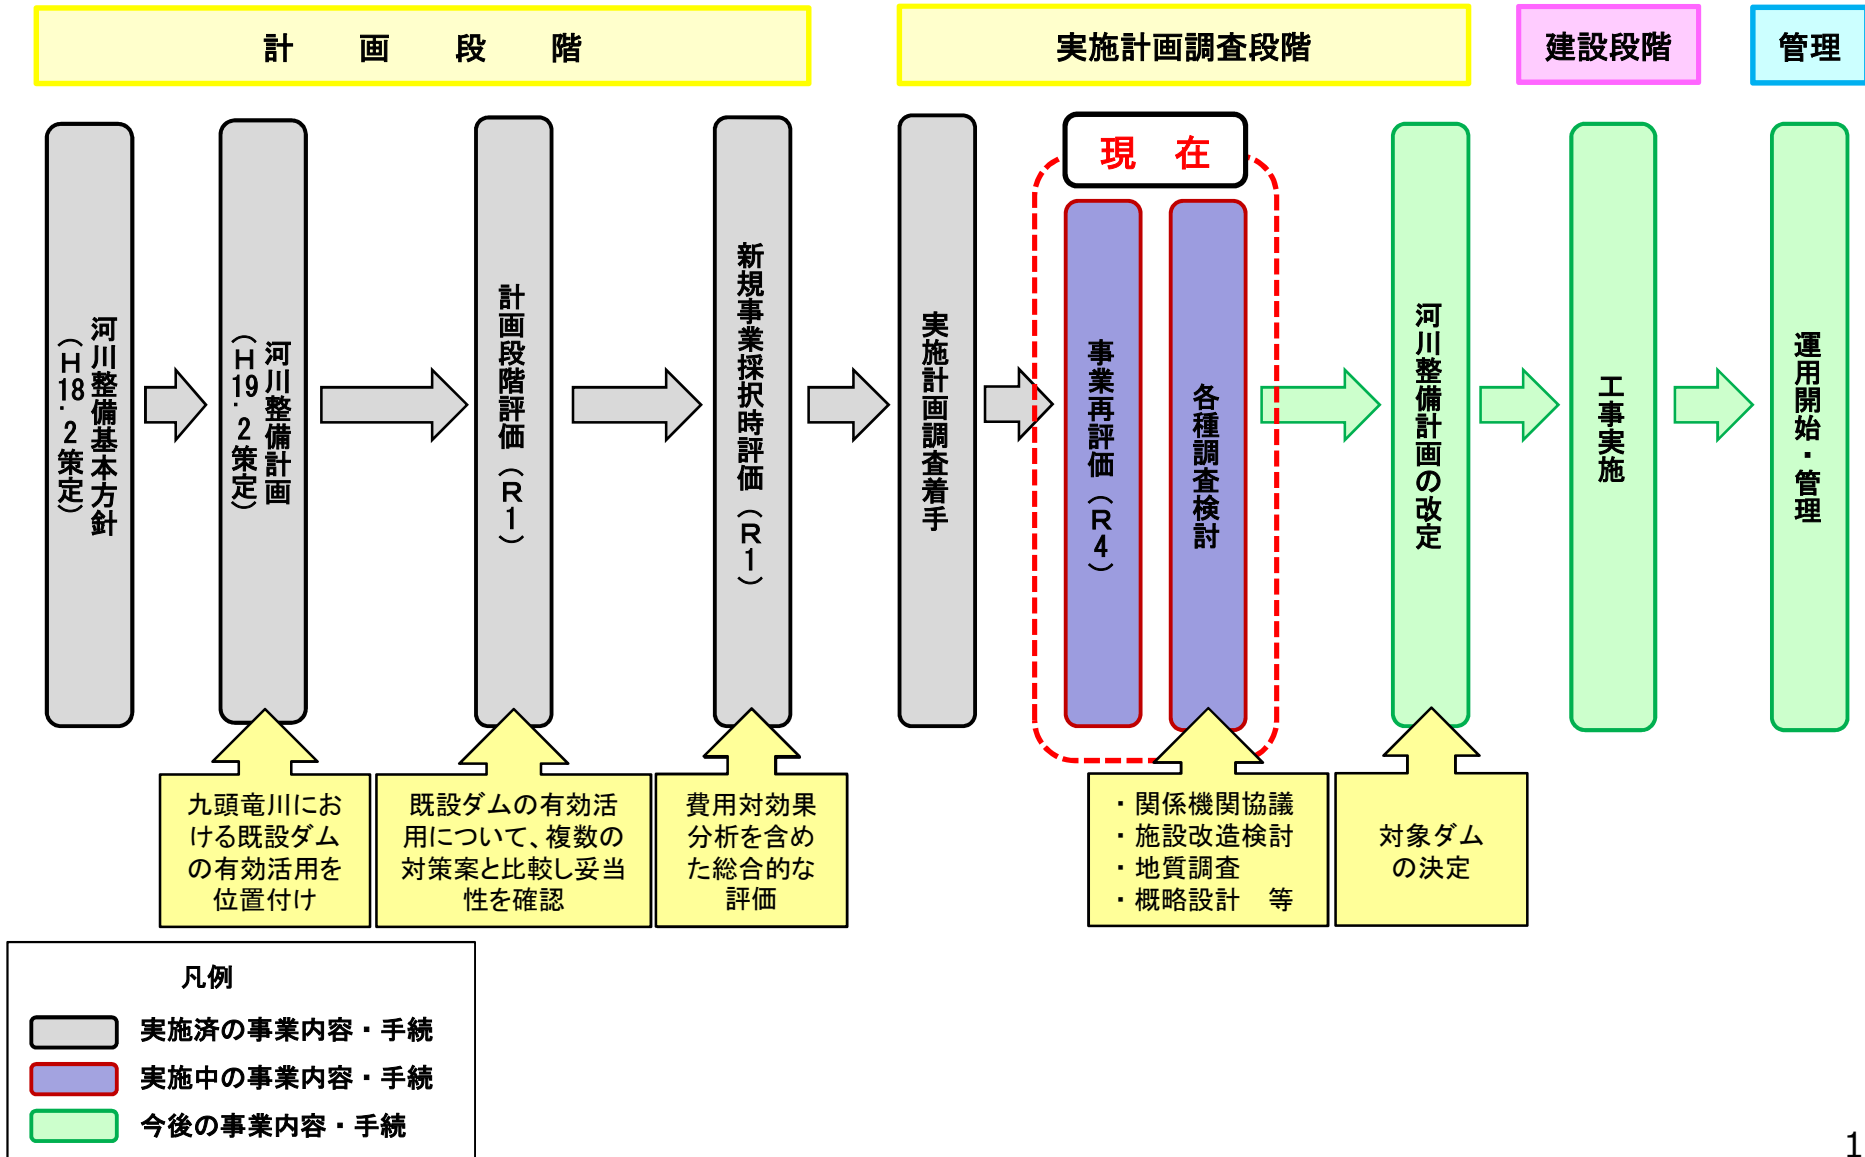 計画段階
実施計画調査段階
建設段階
管理
河川整備基本方針
（H18.2策定）
河川整備計画
（H19.2策定）
計画段階評価（R1）
新規事業採択時評価（R1）
実施計画調査着手
現在
事業再評価（R4）
各種調査検討
河川整備計画の改定
工事実施
運用開始・管理
九頭竜川にお
ける既設ダム
の有効活用を
位置付け
既設ダムの有効活
用について、複数の
対策案と比較し妥当
性を確認
費用対効果
分析を含め
た総合的な
評価
・関係機関協議
・施設改造検討
・地質調査
・概略設計　等
対象ダム
の決定
凡例
実施済の事業内容・手続
実施中の事業内容・手続
今後の事業内容・手続
1